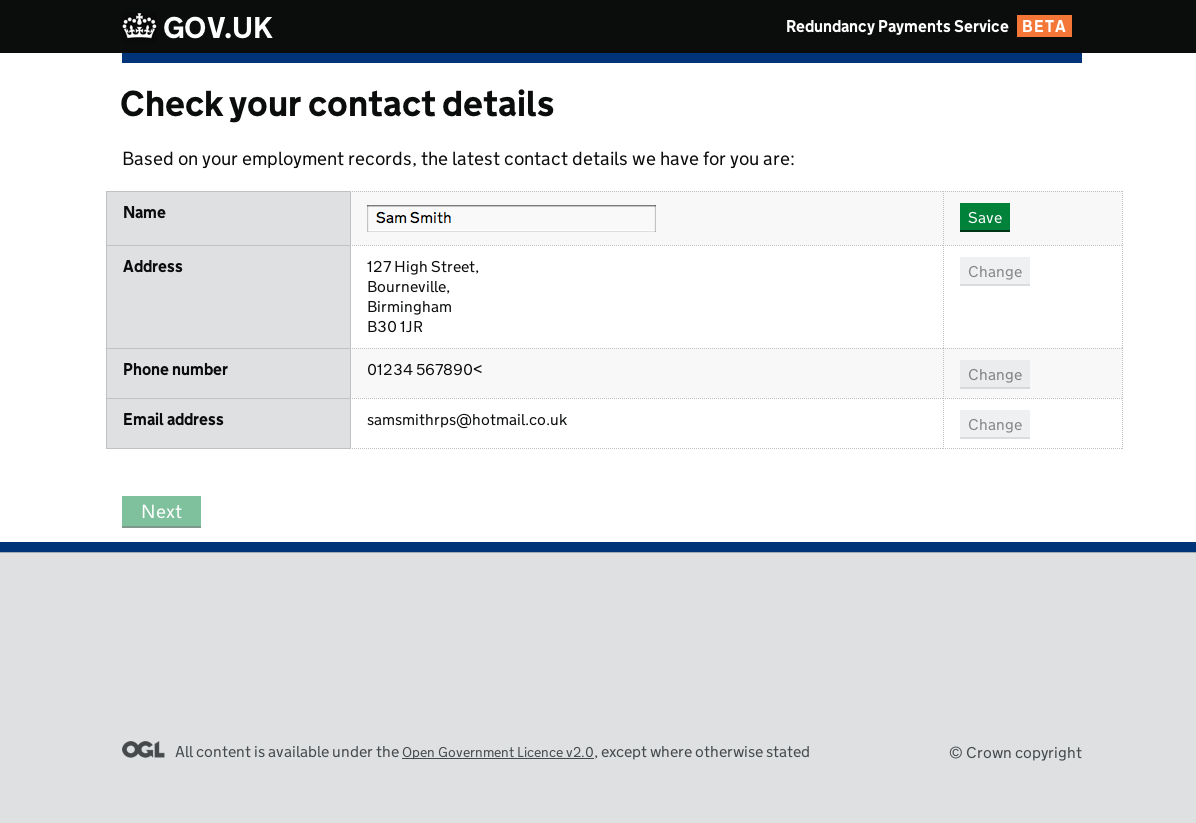 GOV.UK
Redundancy Payments Service BETA
Check your contact details
Based on your employment records, the latest contact details we have for you are:
Name Sam Smith Save
Address 127 High Street, Change
Bourneville,
Birmingham
B30 1JR
Phone number 01234 567890< Change
Email address samsmithrps@hotmail.co.uk Change
Next
OGL All content is available under the Open Government Licence v2.0, except where otherwise stated © Crown copyright